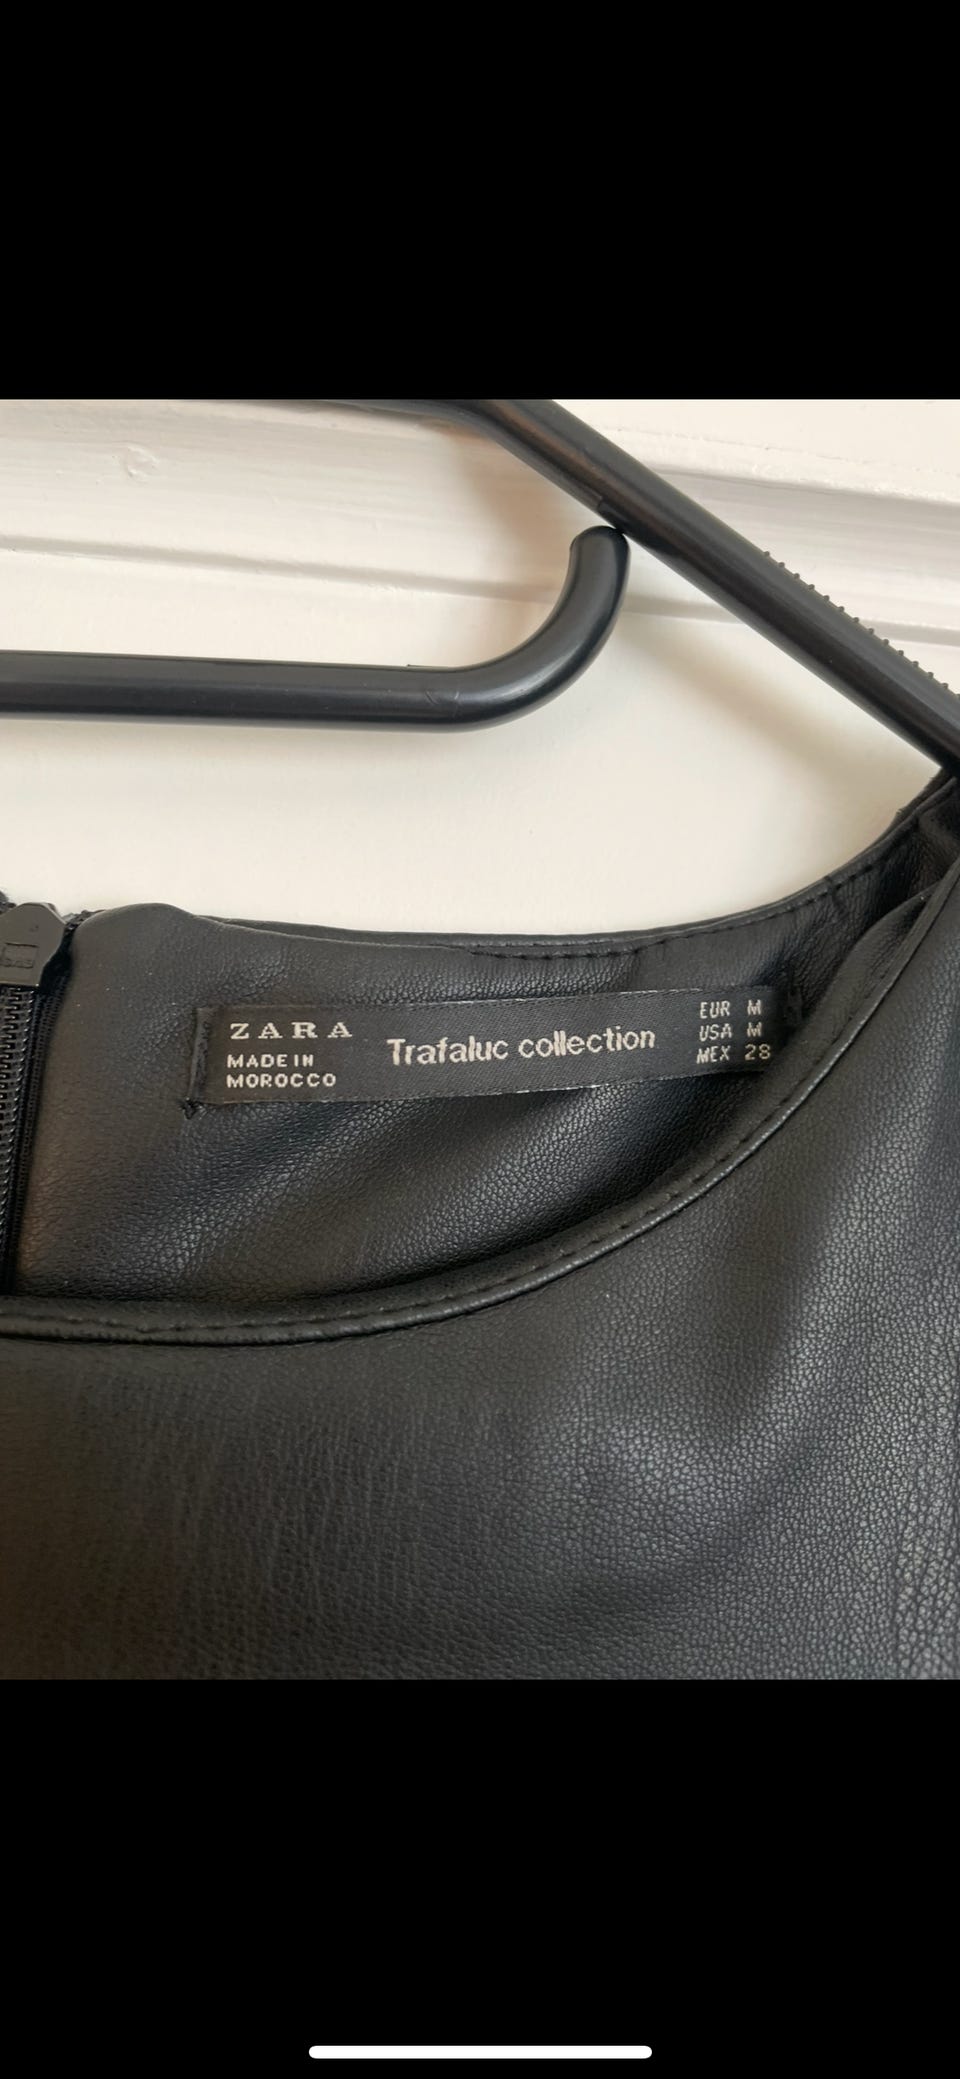 ZARA
MADE IN
MOROCCO
Trafaluc collection
EUR M
USA M
MEX 28